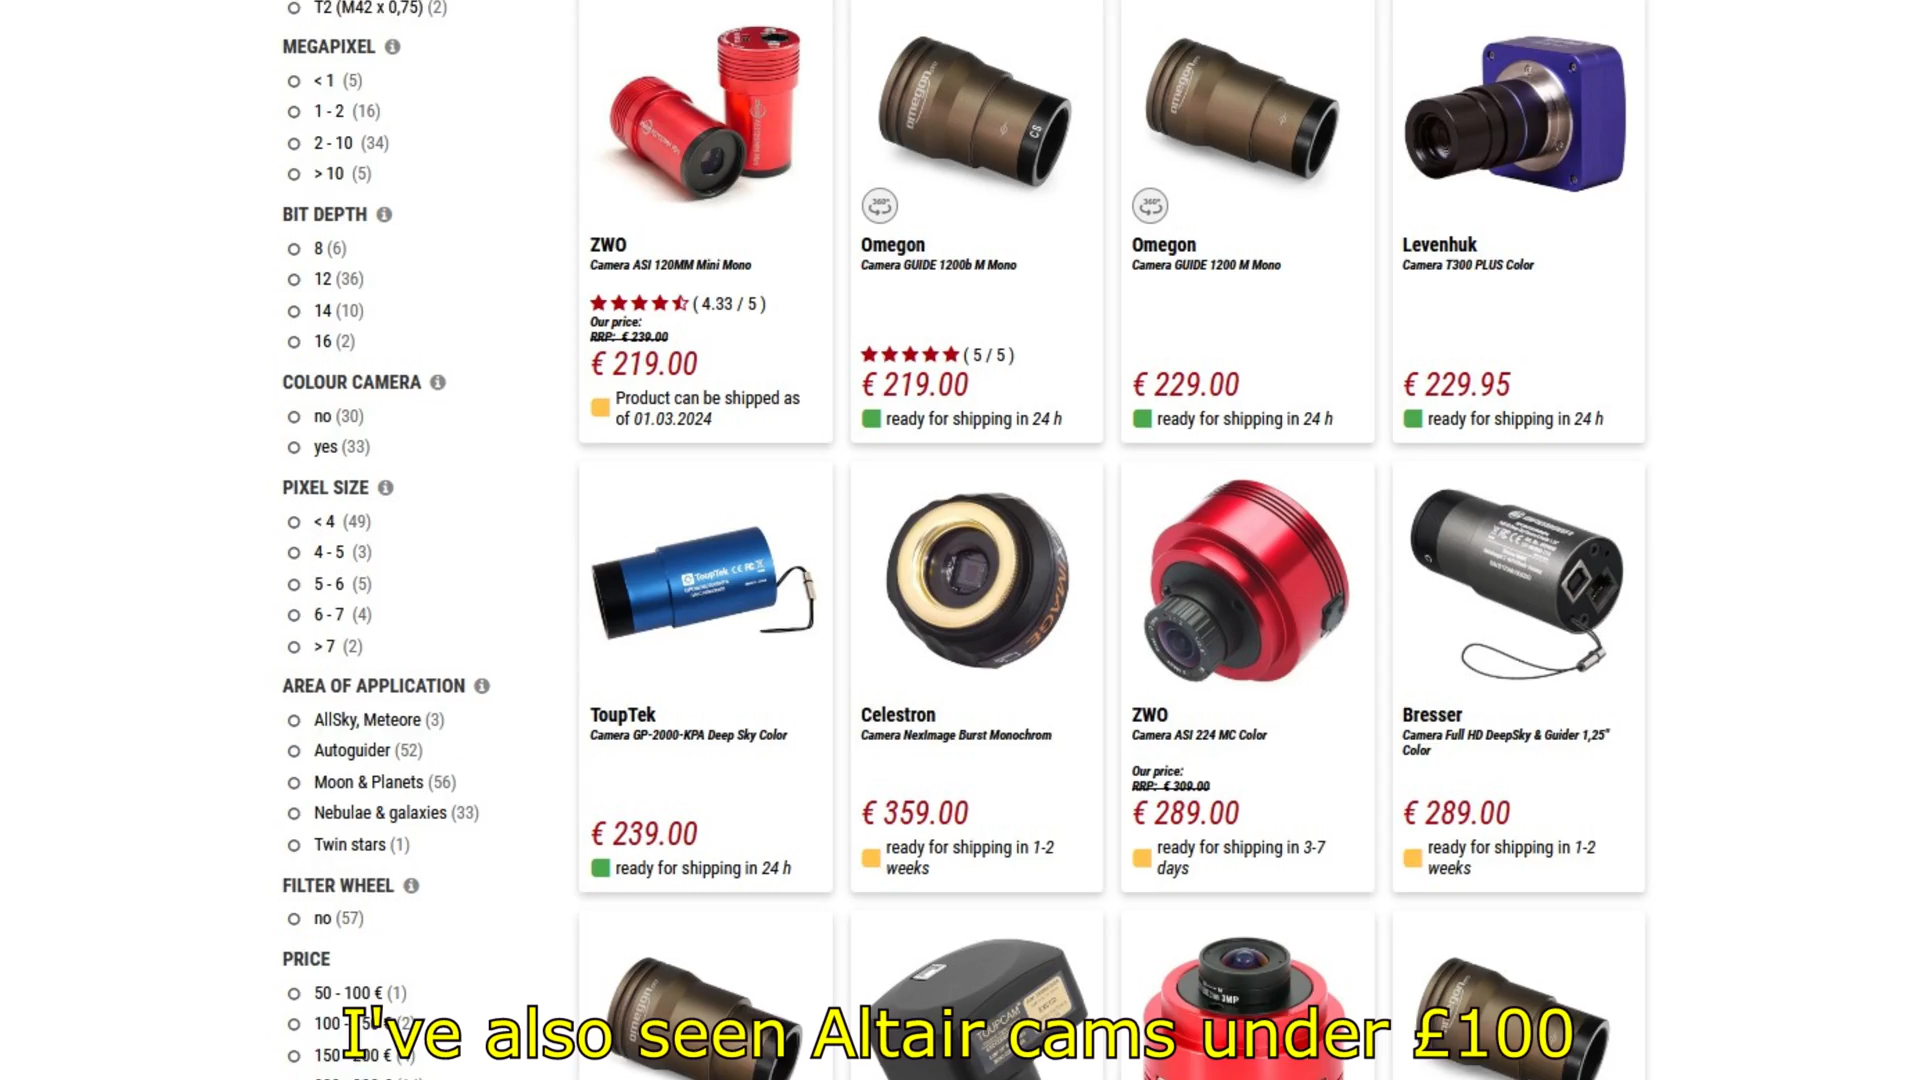 T2 (M42 x 0,75) (2)
MEGAPIXEL
< 1 (5)
1 - 2 (16)
2 - 10 (34)
> 10 (5)
BIT DEPTH
8 (6)
12 (36)
14 (10)
16 (2)
COLOUR CAMERA
no (30)
yes (33)
PIXEL SIZE
< 4 (49)
4 - 5 (3)
5 - 6 (5)
6 - 7 (4)
> 7 (2)
AREA OF APPLICATION
AllSky, Meteore (3)
Autoguider (52)
Moon & Planets (56)
Nebulae & galaxies (33)
Twin stars (1)
FILTER WHEEL
no (57)
PRICE
50 - 100 € (1)
ZWO
Camera ASI 120MM Mini Mono
( 4.33 / 5 )
Our price:
RRP: € 239.00
€ 219.00
Product can be shipped as
of 01.03.2024
omegon
CS
360°
Omegon
Camera GUIDE 1200b M Mono
( 5 / 5 )
€ 219.00
ready for shipping in 24 h
omegon
360°
Omegon
Camera GUIDE 1200 M Mono
€ 229.00
ready for shipping in 24 h
Levenhuk
Camera T300 PLUS Color
€ 229.95
ready for shipping in 24 h
ToupTek
ToupTek
Camera GP-2000-KPA Deep Sky Color
€ 239.00
ready for shipping in 24 h
Celestron
Camera NexImage Burst Monochrom
€ 359.00
ready for shipping in 1-2
weeks
ZWO
Camera ASI 224 MC Color
Our price:
RRP: € 309.00
€ 289.00
ready for shipping in 3-7
days
BRESSER
Bresser
Camera Full HD DeepSky & Guider 1,25"
Color
€ 289.00
ready for shipping in 1-2
weeks
omegon
TOUPCAM
3MP
omegon
I've also seen Altair cams under £100